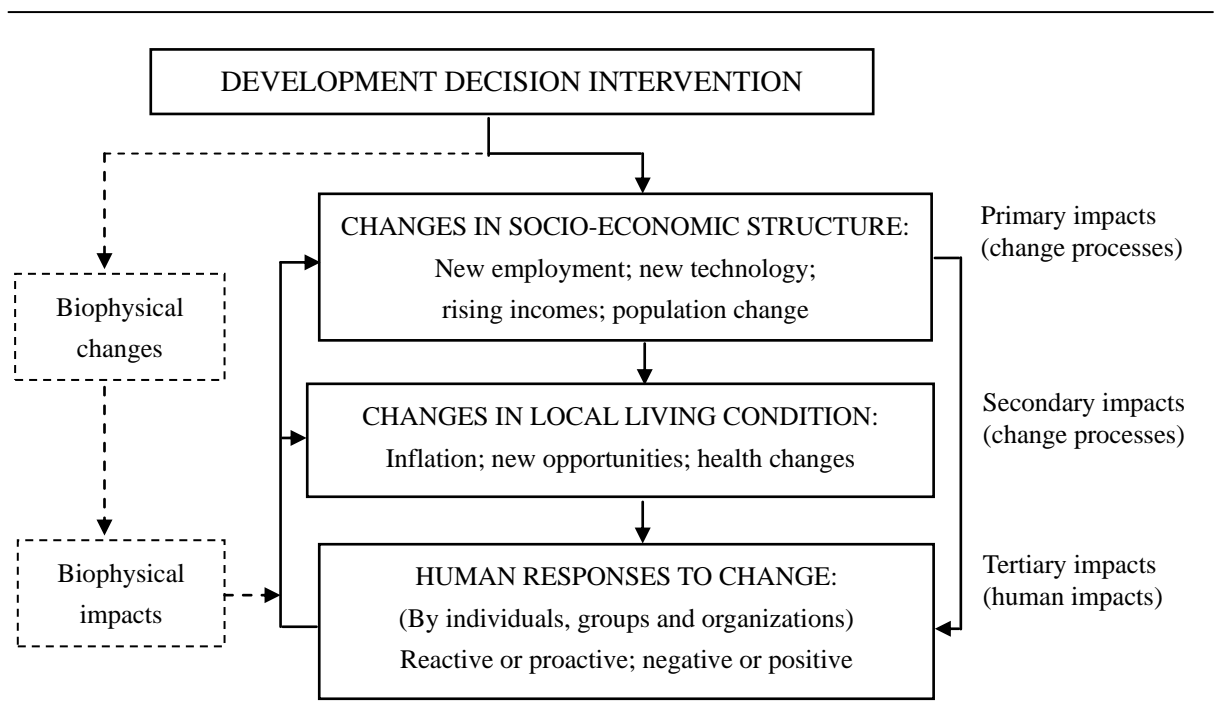 DEVELOPMENT DECISION INTERVENTION
CHANGES IN SOCIO-ECONOMIC STRUCTURE:
New employment; new technology;
rising incomes; population change
Primary impacts
(change processes)
Biophysical
changes
CHANGES IN LOCAL LIVING CONDITION:
Inflation; new opportunities; health changes
Secondary impacts
(change processes)
Biophysical
impacts
HUMAN RESPONSES TO CHANGE:
(By individuals, groups and organizations)
Reactive or proactive; negative or positive
Tertiary impacts
(human impacts)